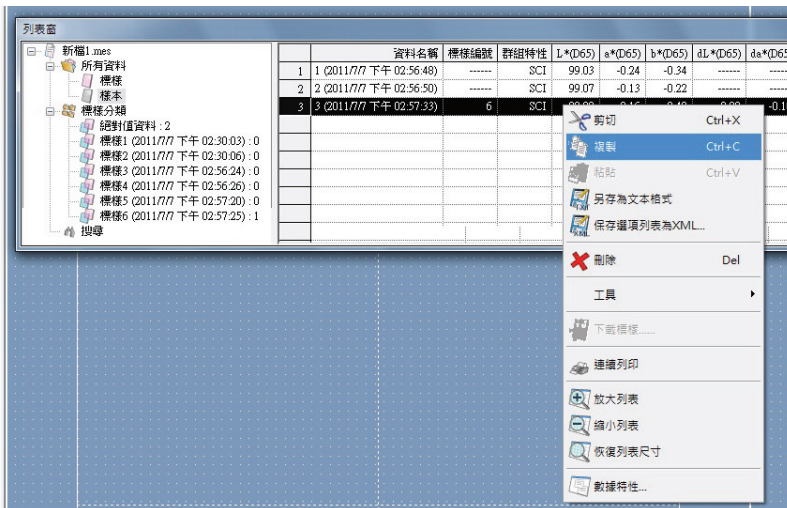 列表窗
新檔1.mes
所有資料
標樣
樣本
標樣分類
絕對值資料 : 2
標樣1 (2011/7/7 下午 02:30:03) : 0
標樣2 (2011/7/7 下午 02:30:06) : 0
標樣3 (2011/7/7 下午 02:56:24) : 0
標樣4 (2011/7/7 下午 02:56:26) : 0
標樣5 (2011/7/7 下午 02:57:20) : 0
標樣6 (2011/7/7 下午 02:57:25) : 1
搜尋
資料名稱 標樣編號 群組特性 L*(D65) a*(D65) b*(D65) dL*(D65) da*(D65
1 1 (2011/7/7 下午 02:56:48) ------ SCI 99.03 -0.24 -0.34 ------ -----
2 2 (2011/7/7 下午 02:56:50) ------ SCI 99.07 -0.13 -0.22 ------ -----
3 3 (2011/7/7 下午 02:57:33) 6 SCI
剪切 Ctrl+X
複製 Ctrl+C
粘貼 Ctrl+V
另存為文本格式
保存選項列表為XML...
刪除 Del
工具
下載標樣......
連續列印
放大列表
縮小列表
恢復列表尺寸
數據特性...